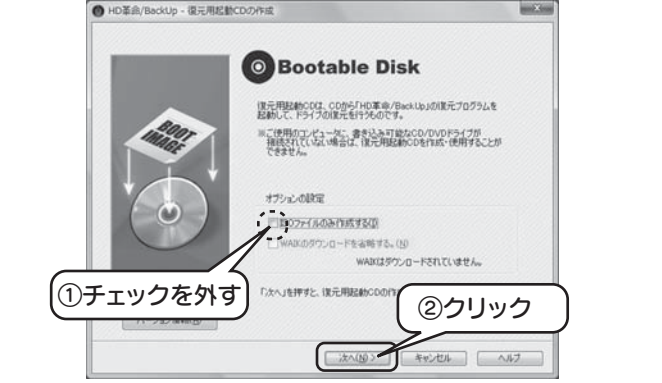 HD革命/BackUp - 復元用起動CDの作成
Bootable Disk
復元用起動CDは、CDから「HD革命/BackUp」の復元プログラムを
起動して、ドライブの復元を行うものです。
※ご使用のコンピュータに、書き込み可能なCD/DVDドライブが
接続されていない場合は、復元用起動CDを作成・使用することが
できません。
BOOT
IMAGE
オプションの設定
ファイルのみ作成する(I)
WAIKのダウンロードを省略する。(N)
WAIKはダウンロードされていません。
①チェックを外す
「次へ」を押すと、復元用起動CDの作
②クリック
バージョン情報(B)
次へ(N) >
キャンセル
ヘルプ